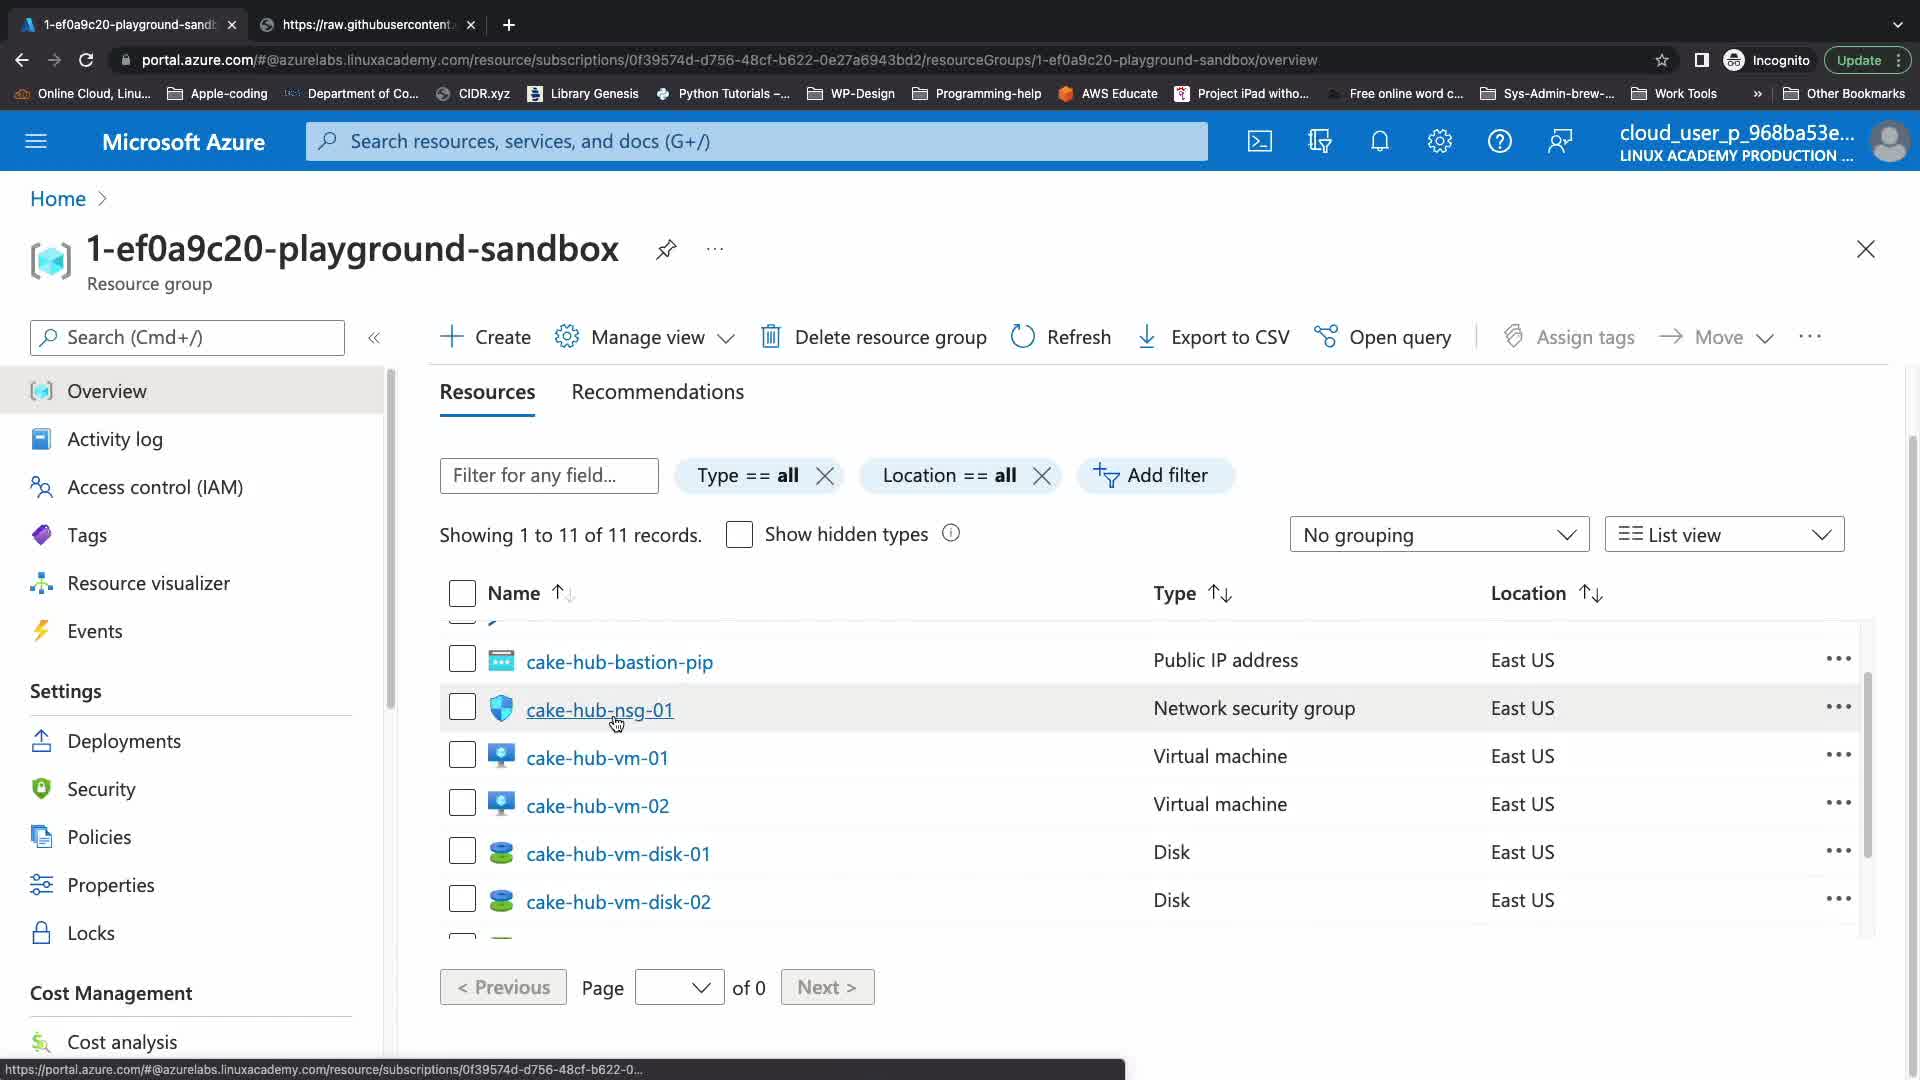 1-ef0a9c20-playground-sandb
https://raw.githubusercontent.
portal.azure.com/#@azurelabs.linuxacademy.com/resource/subscriptions/0f39574d-d756-48cf-b622-0e27a6943bd2/resourceGroups/1-ef0a9c20-playground-sandbox/overview
Incognito
Update
Online Cloud, Linu...
Apple-coding
Department of Co...
CIDR.xyz
Library Genesis
Python Tutorials –...
WP-Design
Programming-help
AWS Educate
Project iPad witho...
Free online word c...
Sys-Admin-brew-...
Work Tools
»
Other Bookmarks
Microsoft Azure
Search resources, services, and docs (G+/)
cloud_user_p_968ba53e...
LINUX ACADEMY PRODUCTION ...
Home
1-ef0a9c20-playground-sandbox
...
Resource group
Search (Cmd+/)
«
Create
Manage view
Delete resource group
Refresh
Export to CSV
Open query
Assign tags
Move
...
Overview
Activity log
Access control (IAM)
Tags
Resource visualizer
Events
Settings
Deployments
Security
Policies
Properties
Locks
Cost Management
Cost analysis
Resources
Recommendations
Filter for any field...
Type == all
Location == all
Add filter
Showing 1 to 11 of 11 records.
Show hidden types
No grouping
List view
Name
Type
Location
cake-hub-bastion-pip
Public IP address
East US
...
cake-hub-nsg-01
Network security group
East US
...
cake-hub-vm-01
Virtual machine
East US
...
cake-hub-vm-02
Virtual machine
East US
...
cake-hub-vm-disk-01
Disk
East US
...
cake-hub-vm-disk-02
Disk
East US
...
< Previous
Page
of 0
Next >
https://portal.azure.com/#@azurelabs.linuxacademy.com/resource/subscriptions/0f39574d-d756-48cf-b622-0...